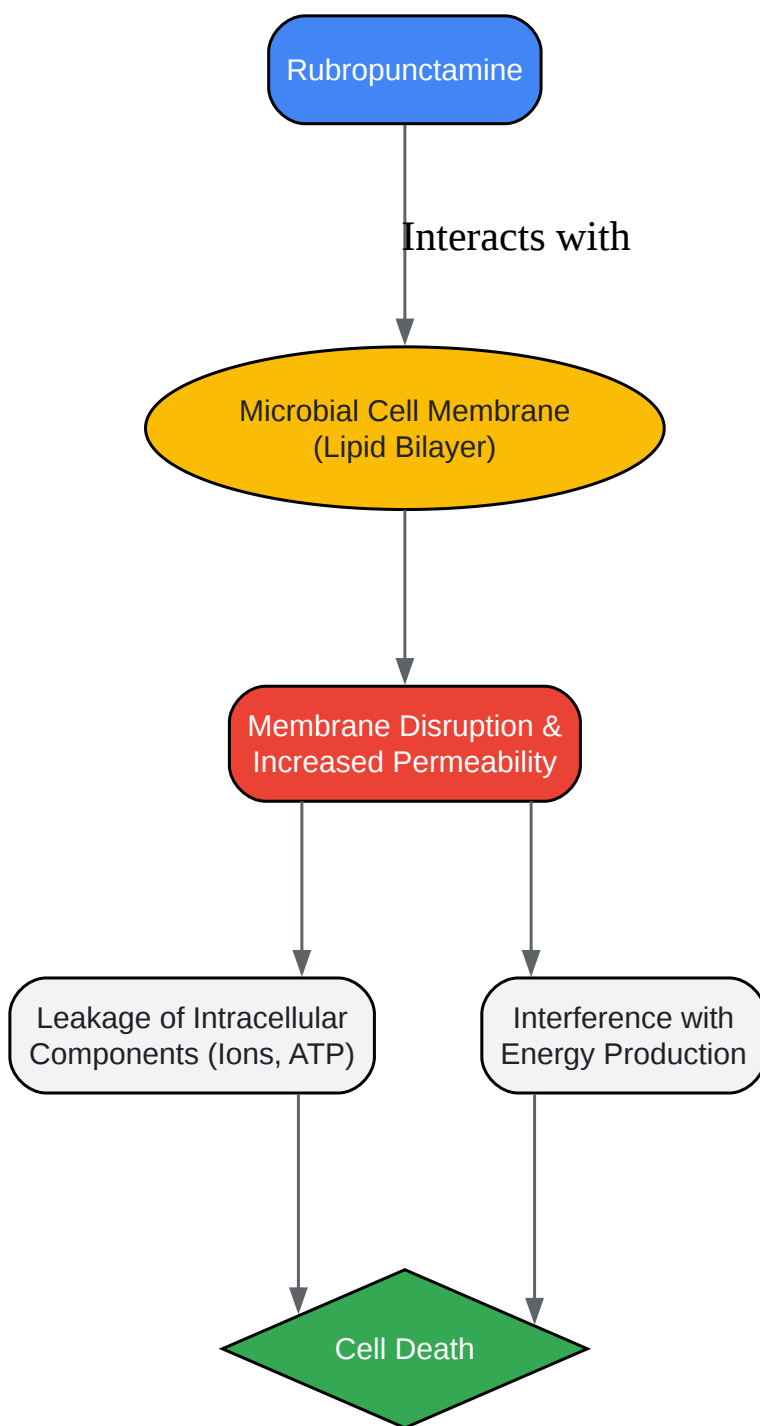 Rubropunctamine
Interacts with
Microbial Cell Membrane
(Lipid Bilayer)
Membrane Disruption &
Increased Permeability
Leakage of Intracellular
Components (Ions, ATP)
Interference with
Energy Production
Cell Death